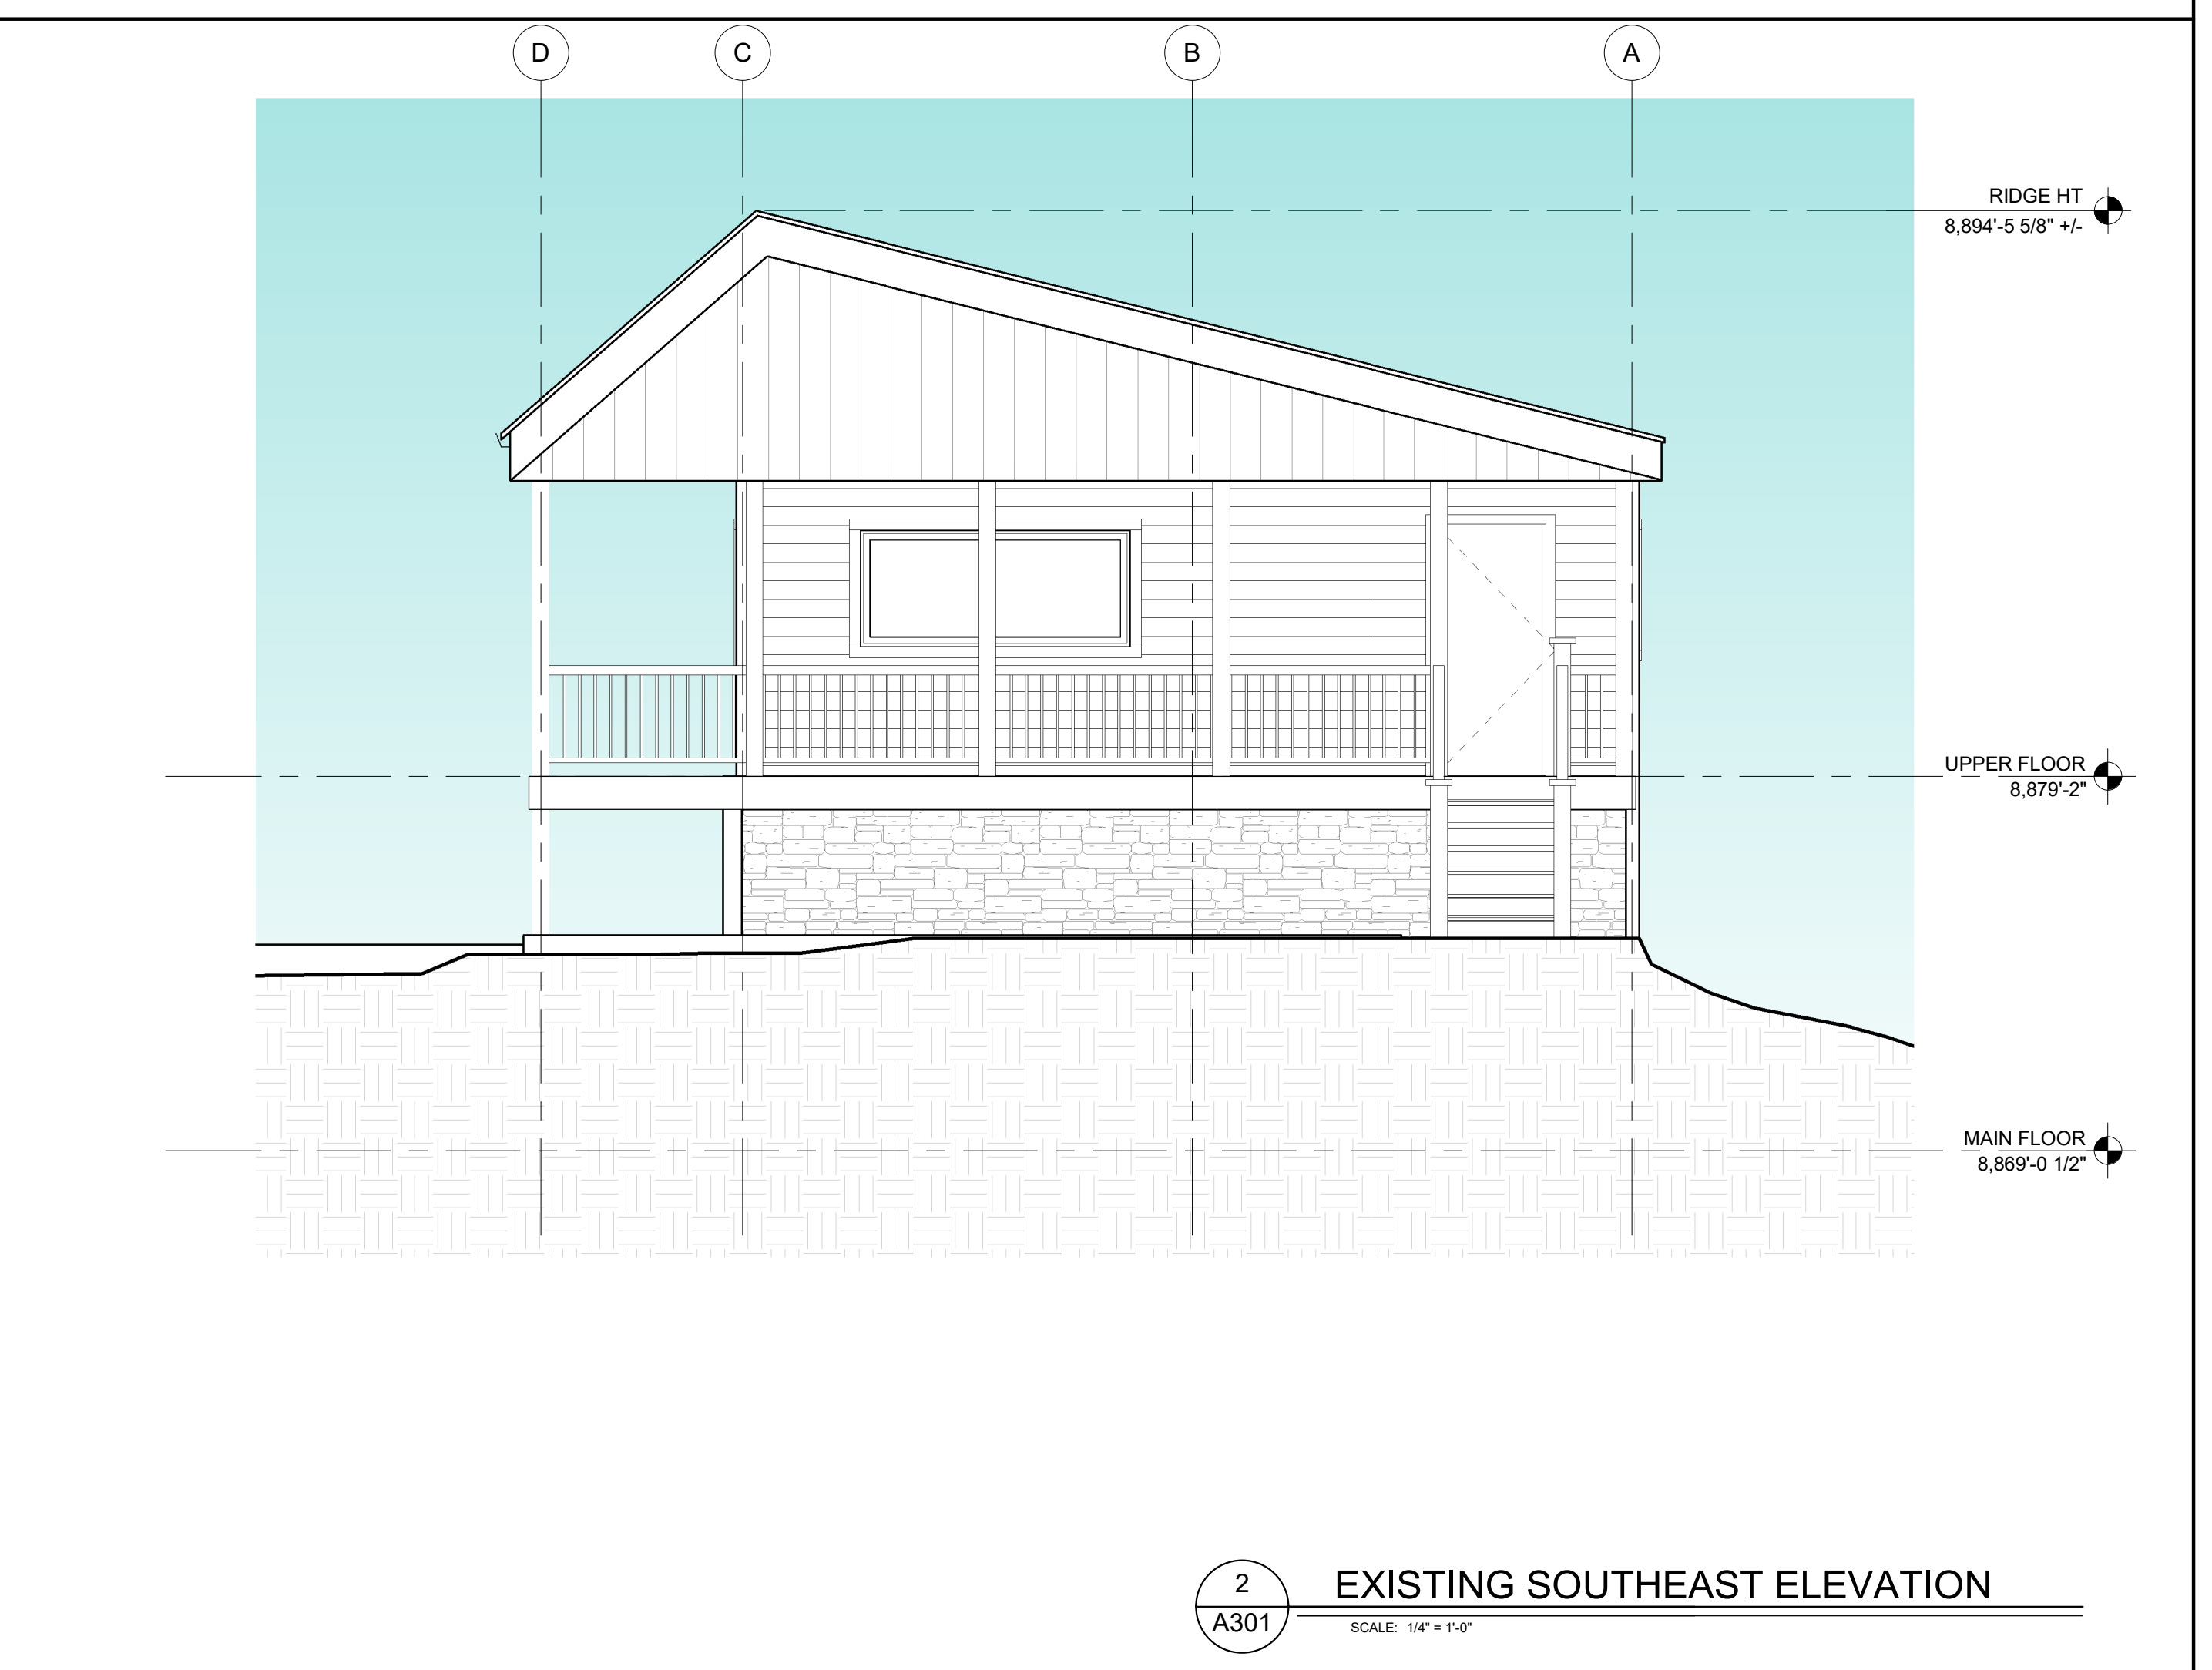 D C B A
RIDGE HT
8,894'-5 5/8" +/-
UPPER FLOOR
8,879'-2"
MAIN FLOOR
8,869'-0 1/2"
2
A301
EXISTING SOUTHEAST ELEVATION
SCALE: 1/4" = 1'-0"